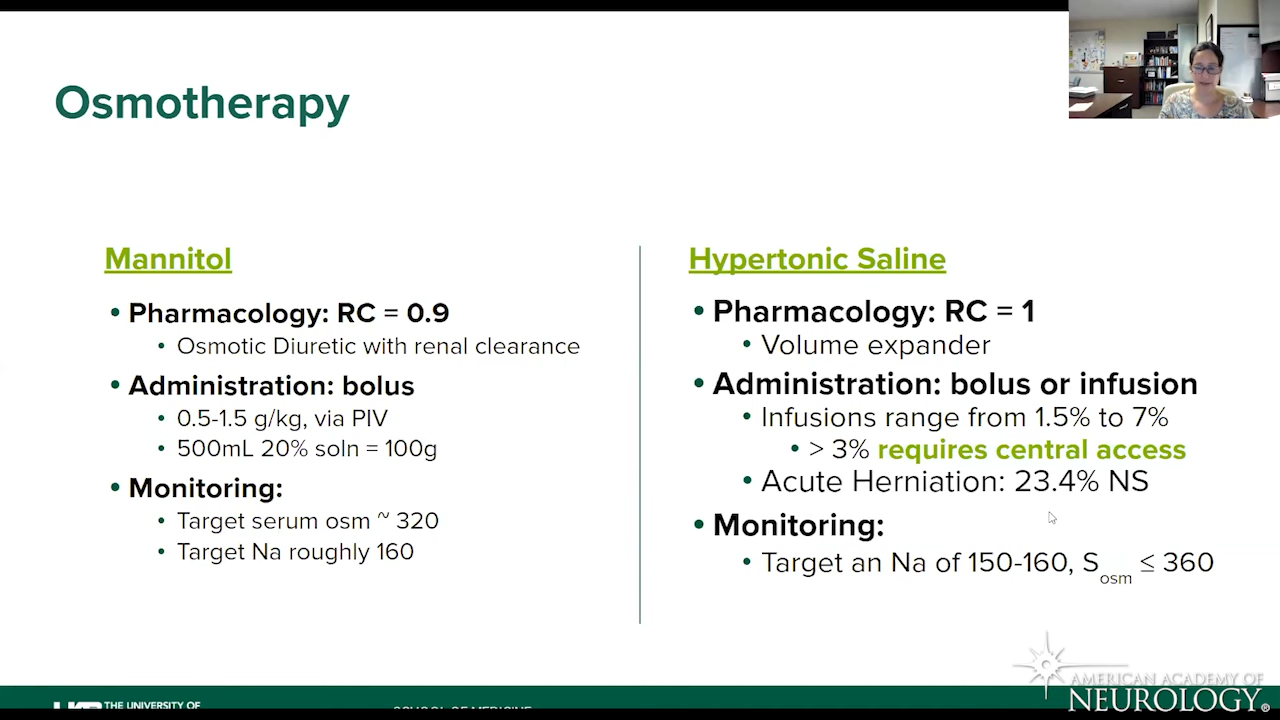 Osmotherapy
Mannitol
• Pharmacology: RC = 0.9
• Osmotic Diuretic with renal clearance
• Administration: bolus
• 0.5-1.5 g/kg, via PIV
• 500mL 20% soln = 100g
• Monitoring:
• Target serum osm ~ 320
• Target Na roughly 160
Hypertonic Saline
• Pharmacology: RC = 1
• Volume expander
• Administration: bolus or infusion
• Infusions range from 1.5% to 7%
• > 3% requires central access
• Acute Herniation: 23.4% NS
• Monitoring:
• Target an Na of 150-160, Sosm ≤ 360
THE UNIVERSITY OF
SCHOOL OF MEDICINE
AMERICAN ACADEMY OF
NEUROLOGY®